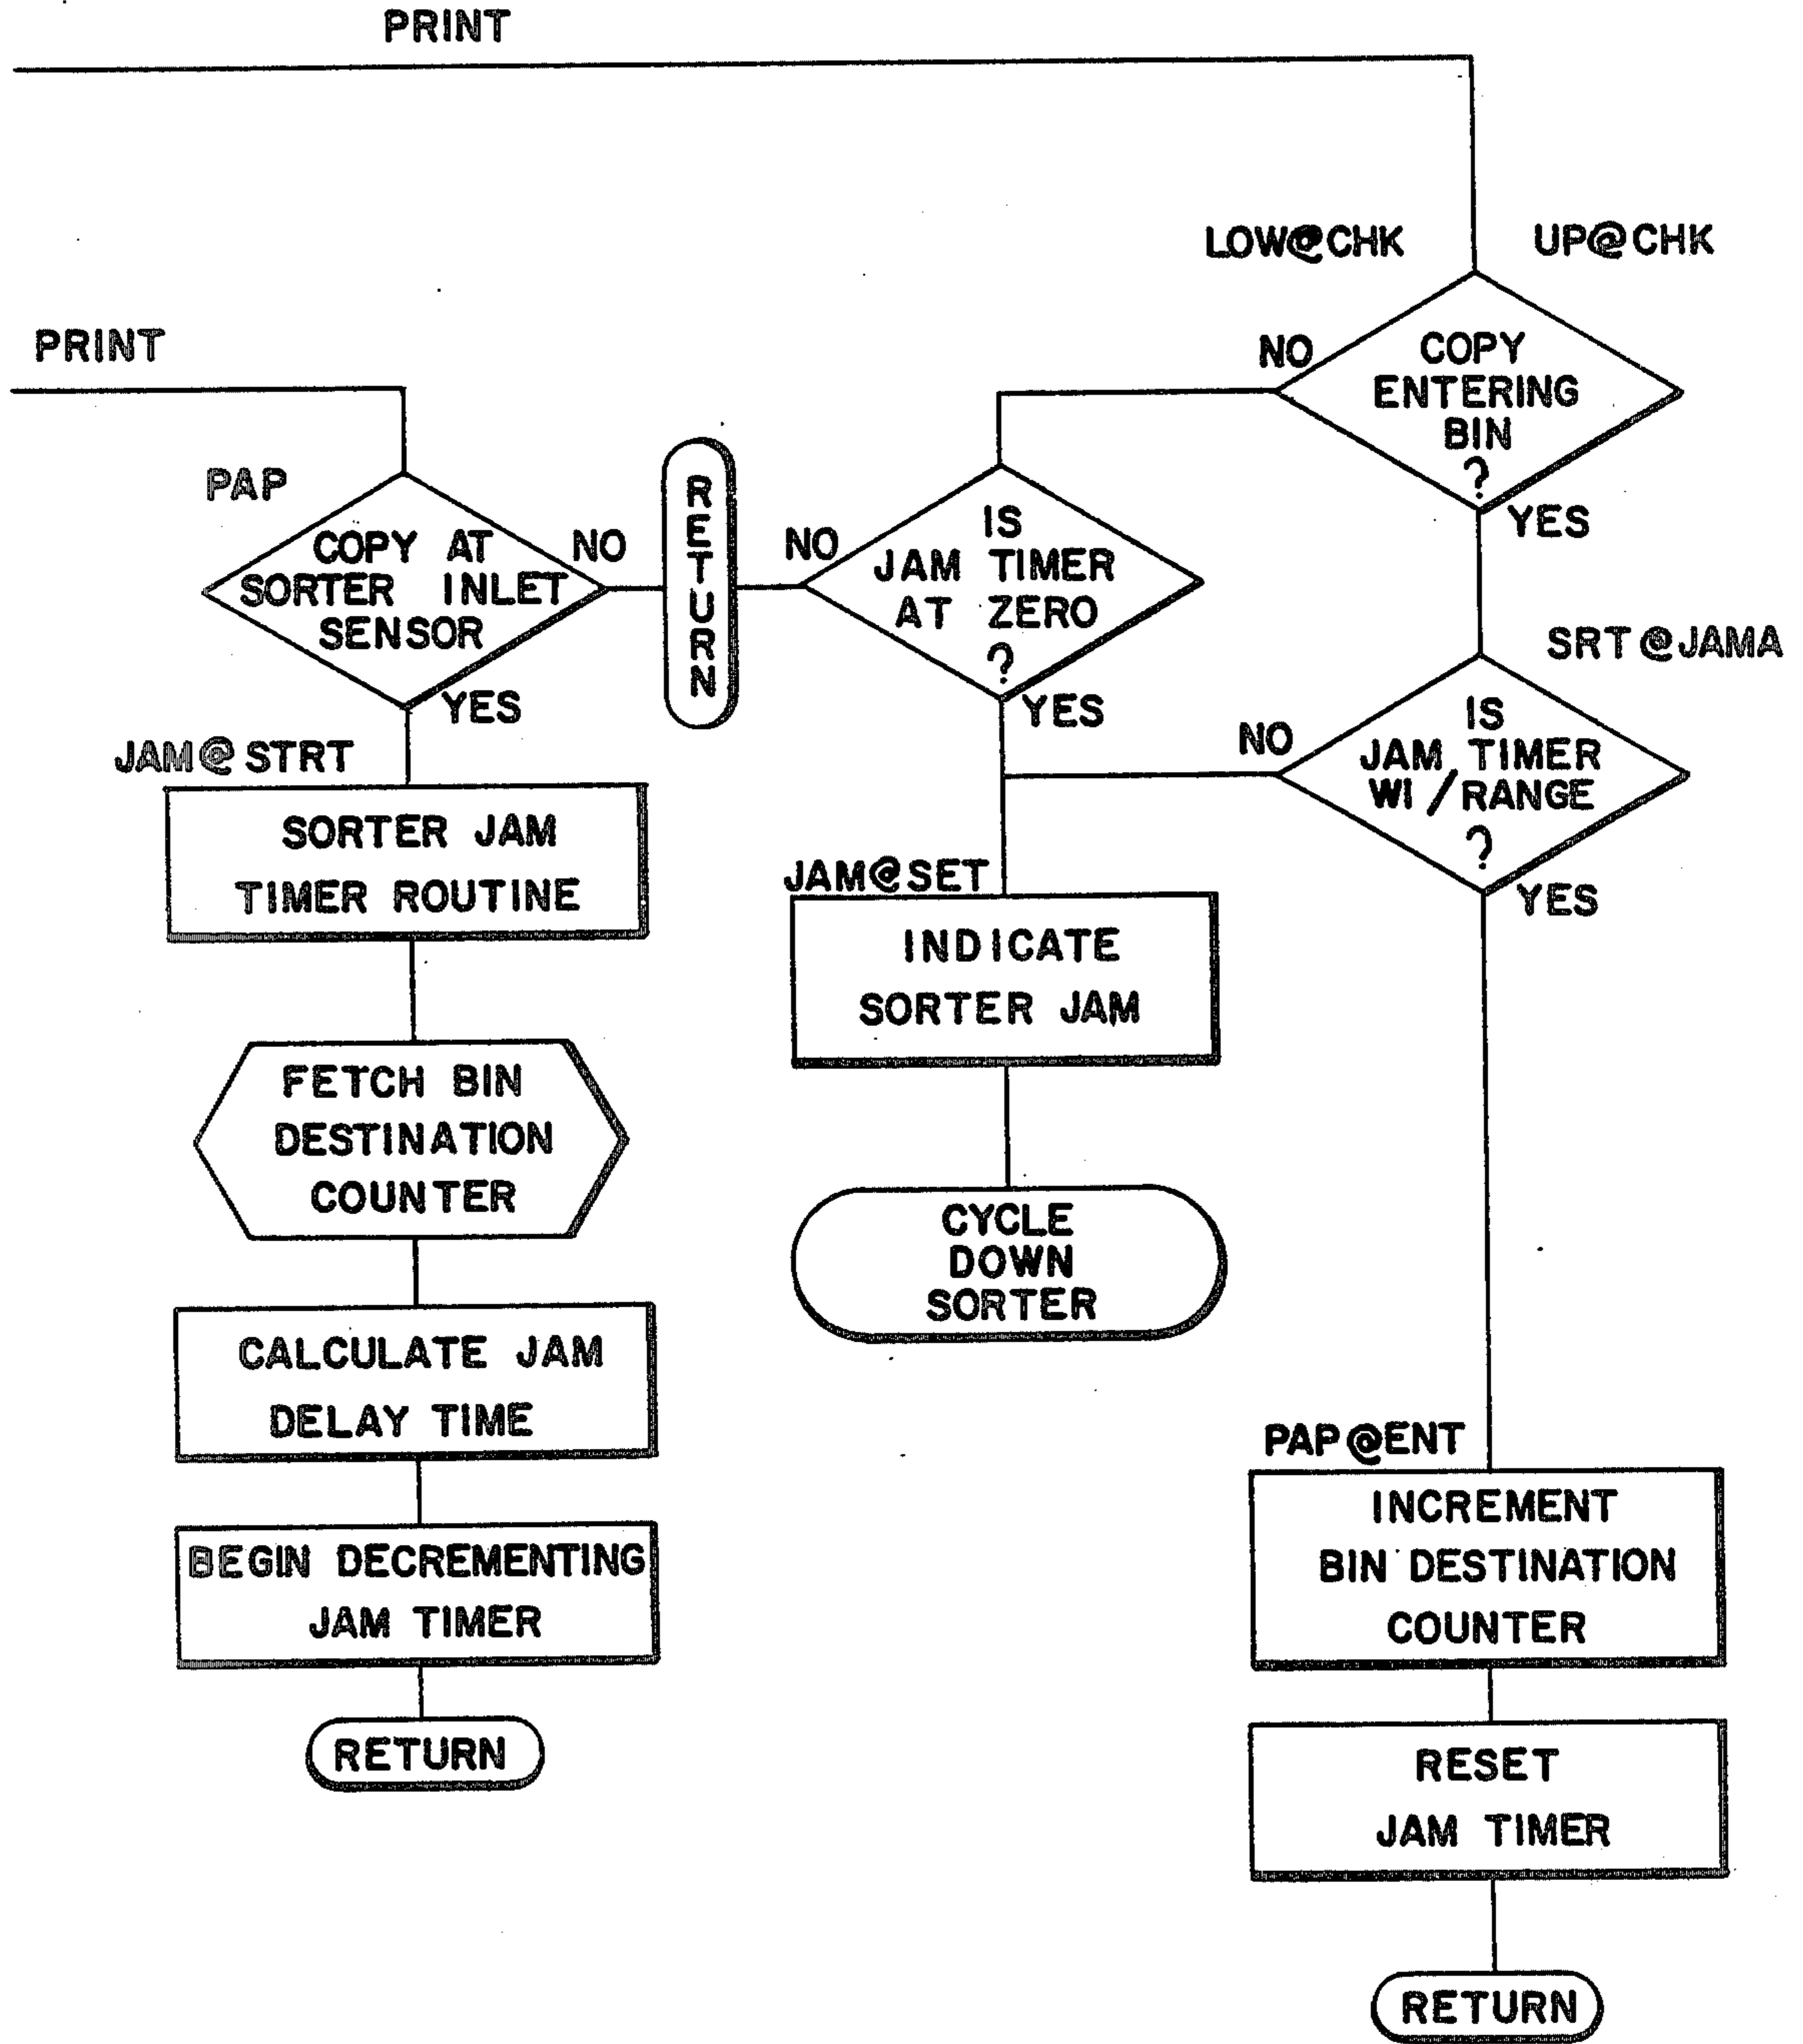 PRINT
LOW@CHK
UP@CHK
PRINT
NO
COPY
ENTERING
BIN
?
YES
PAP
COPY AT
SORTER INLET
SENSOR
NO
YES
RETURN
NO
IS
JAM TIMER
AT ZERO
?
YES
SRT@JAMA
NO
IS
JAM TIMER
WI/RANGE
?
YES
JAM@STRT
SORTER JAM
TIMER ROUTINE
JAM@SET
INDICATE
SORTER JAM
FETCH BIN
DESTINATION
COUNTER
CYCLE
DOWN
SORTER
CALCULATE JAM
DELAY TIME
PAP@ENT
INCREMENT
BIN DESTINATION
COUNTER
BEGIN DECREMENTING
JAM TIMER
RETURN
RESET
JAM TIMER
RETURN